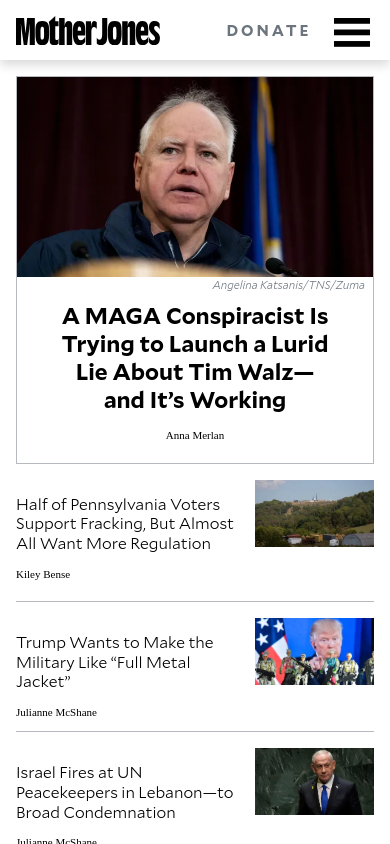 Mother Jones
DONATE
Angelina Katsanis/TNS/Zuma
A MAGA Conspiracist Is
Trying to Launch a Lurid
Lie About Tim Walz—
and It’s Working
Anna Merlan
Half of Pennsylvania Voters
Support Fracking, But Almost
All Want More Regulation
Kiley Bense
Trump Wants to Make the
Military Like “Full Metal
Jacket”
Julianne McShane
Israel Fires at UN
Peacekeepers in Lebanon—to
Broad Condemnation
Julianne McShane